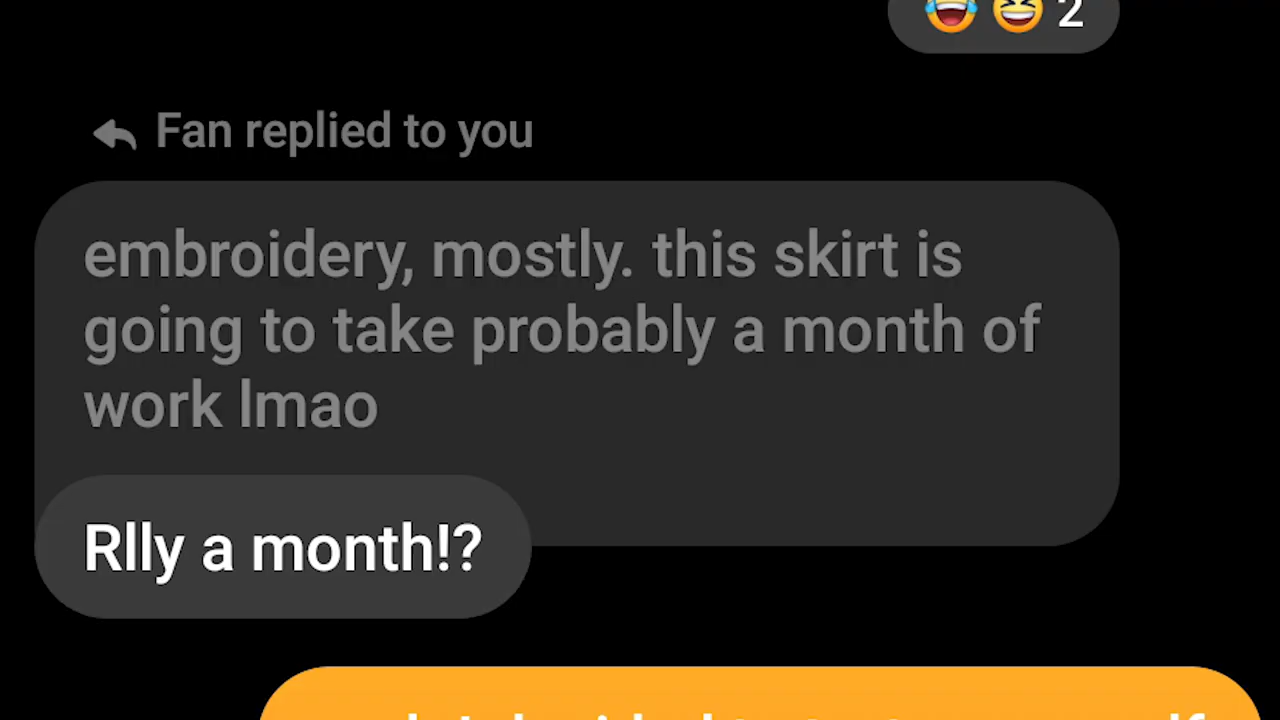 2
Fan replied to you
embroidery, mostly. this skirt is
going to take probably a month of
work lmao
Rlly a month!?